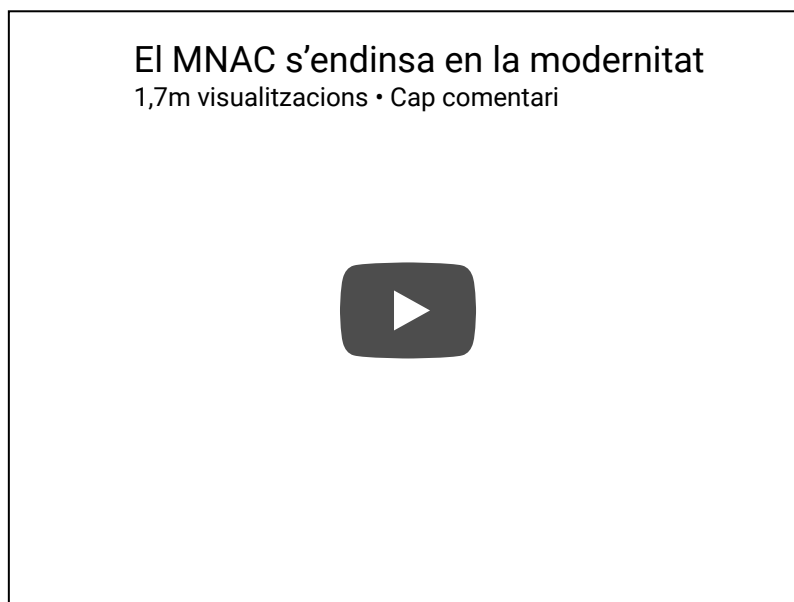 El MNAC s’endinsa en la modernitat
1,7m visualitzacions • Cap comentari